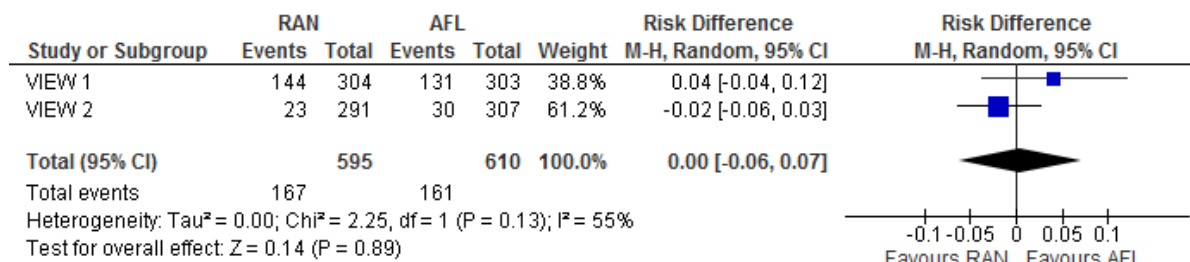 RAN AFL Risk Difference Risk Difference
Study or Subgroup Events Total Events Total Weight M-H, Random, 95% CI M-H, Random, 95% CI
VIEW 1 144 304 131 303 38.8% 0.04 [-0.04, 0.12]
VIEW 2 23 291 30 307 61.2% -0.02 [-0.06, 0.03]
Total (95% CI) 595 610 100.0% 0.00 [-0.06, 0.07]
Total events 167 161
Heterogeneity: Tau² = 0.00; Chi² = 2.25, df = 1 (P = 0.13); I² = 55%
Test for overall effect: Z = 0.14 (P = 0.89)
-0.1 -0.05 0 0.05 0.1
Favours RAN Favours AFL